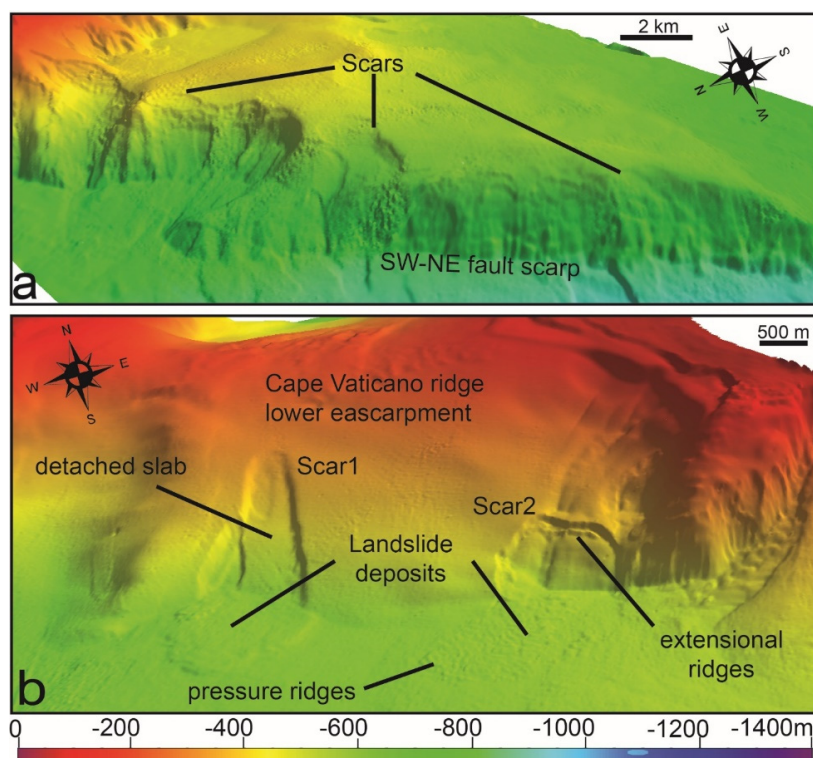 2 km
E
S
N
W
Scars
SW-NE fault scarp
a
500 m
N
W
E
S
Cape Vaticano ridge
lower eascarpment
detached slab
Scar1
Scar2
Landslide
deposits
extensional
ridges
pressure ridges
b
0 -200 -400 -600 -800 -1000 -1200 -1400m